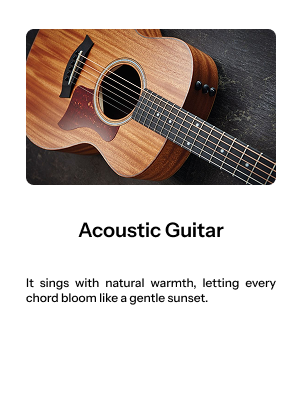 Acoustic Guitar
It sings with natural warmth, letting every
chord bloom like a gentle sunset.